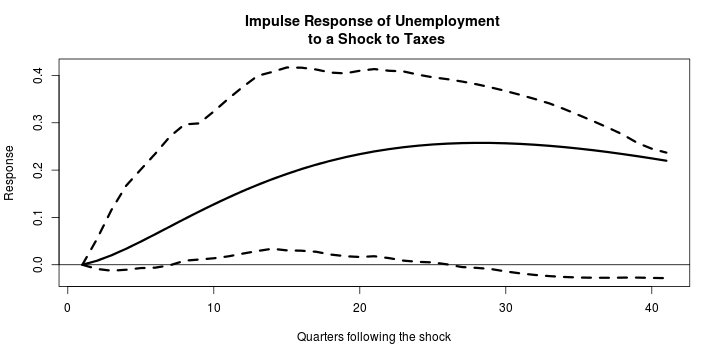 Impulse Response of Unemployment
to a Shock to Taxes
Response
0.4
0.3
0.2
0.1
0.0
0 10 20 30 40
Quarters following the shock